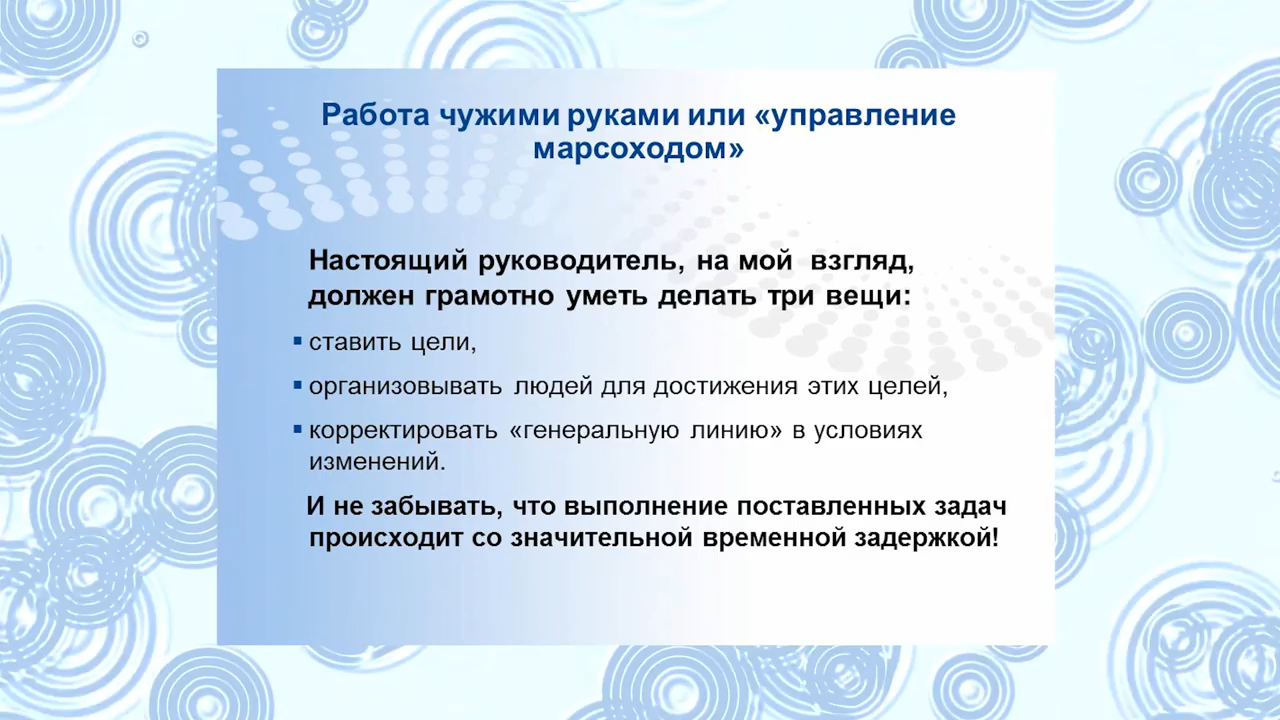 Работа чужими руками или «управление
марсоходом»
Настоящий руководитель, на мой взгляд,
должен грамотно уметь делать три вещи:
▪ ставить цели,
▪ организовывать людей для достижения этих целей,
▪ корректировать «генеральную линию» в условиях
изменений.
И не забывать, что выполнение поставленных задач
происходит со значительной временной задержкой!